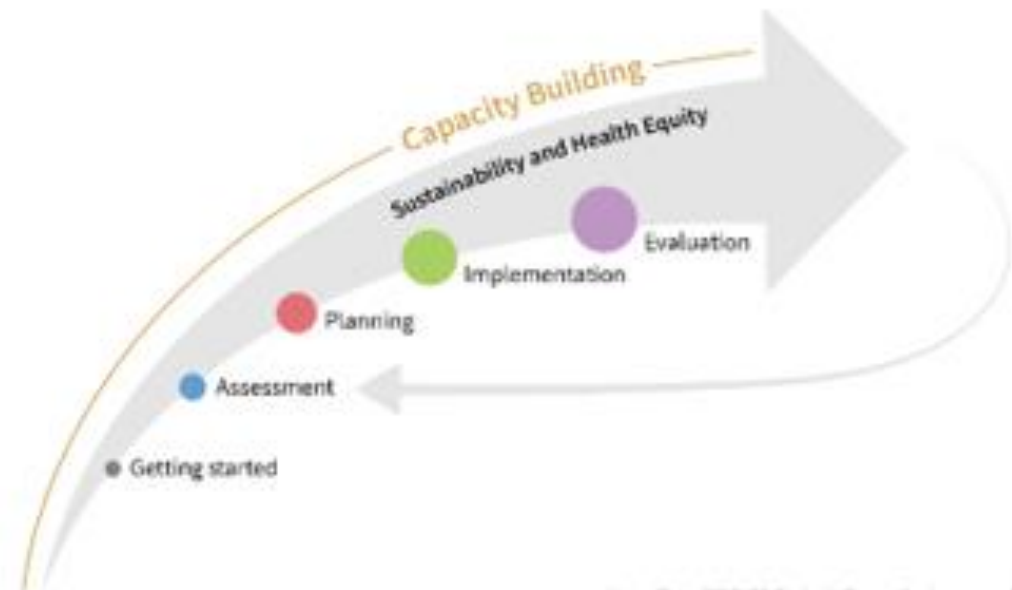 Capacity Building
Sustainability and Health Equity
Evaluation
Implementation
Planning
Assessment
Getting started